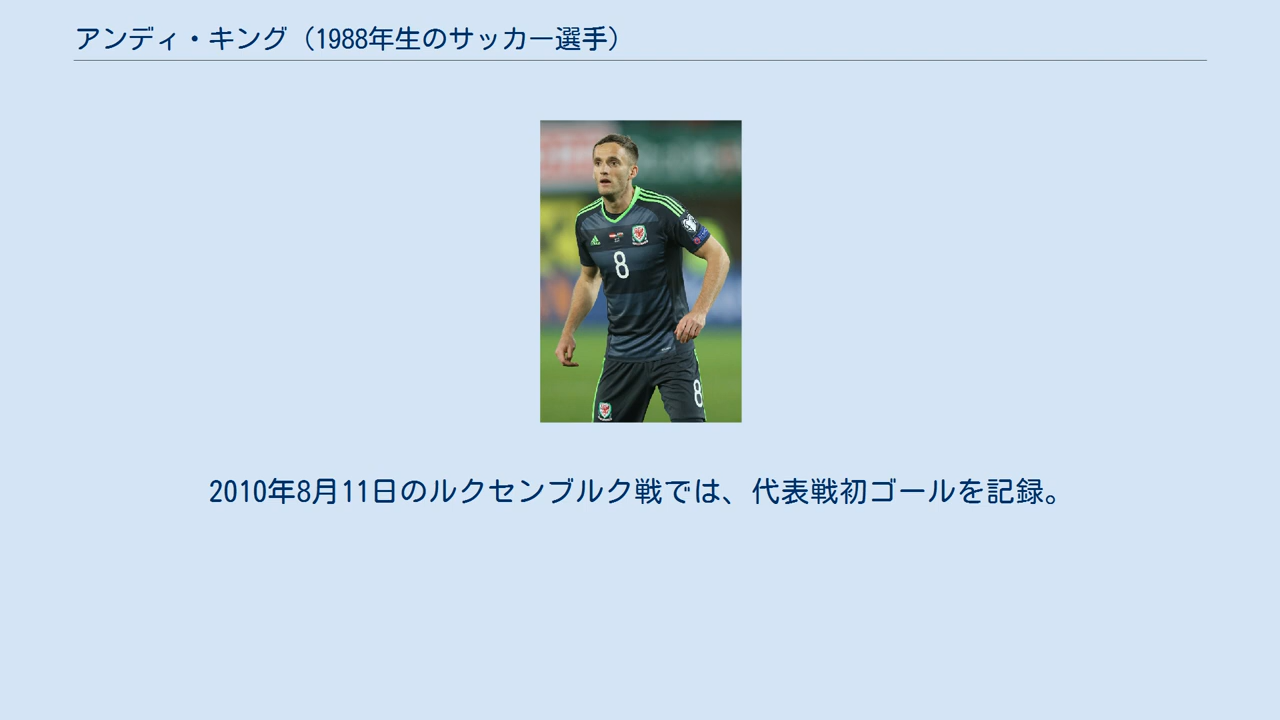 アンディ・キング（1988年生のサッカー選手）
8
8
2010年8月11日のルクセンブルク戦では、代表戦初ゴールを記録。